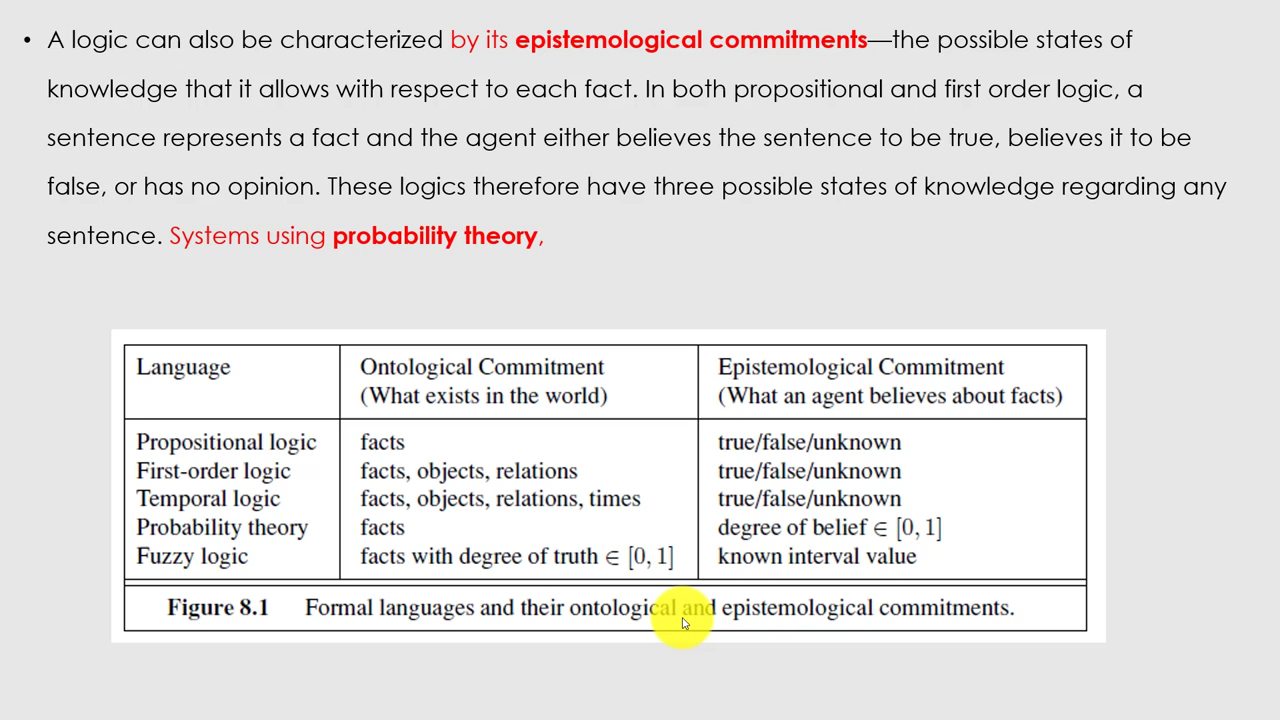 • A logic can also be characterized by its epistemological commitments—the possible states of
knowledge that it allows with respect to each fact. In both propositional and first order logic, a
sentence represents a fact and the agent either believes the sentence to be true, believes it to be
false, or has no opinion. These logics therefore have three possible states of knowledge regarding any
sentence. Systems using probability theory,
Language Ontological Commitment Epistemological Commitment
(What exists in the world) (What an agent believes about facts)
Propositional logic facts true/false/unknown
First-order logic facts, objects, relations true/false/unknown
Temporal logic facts, objects, relations, times true/false/unknown
Probability theory facts degree of belief ∈ [0, 1]
Fuzzy logic facts with degree of truth ∈ [0, 1] known interval value
Figure 8.1 Formal languages and their ontological and epistemological commitments.